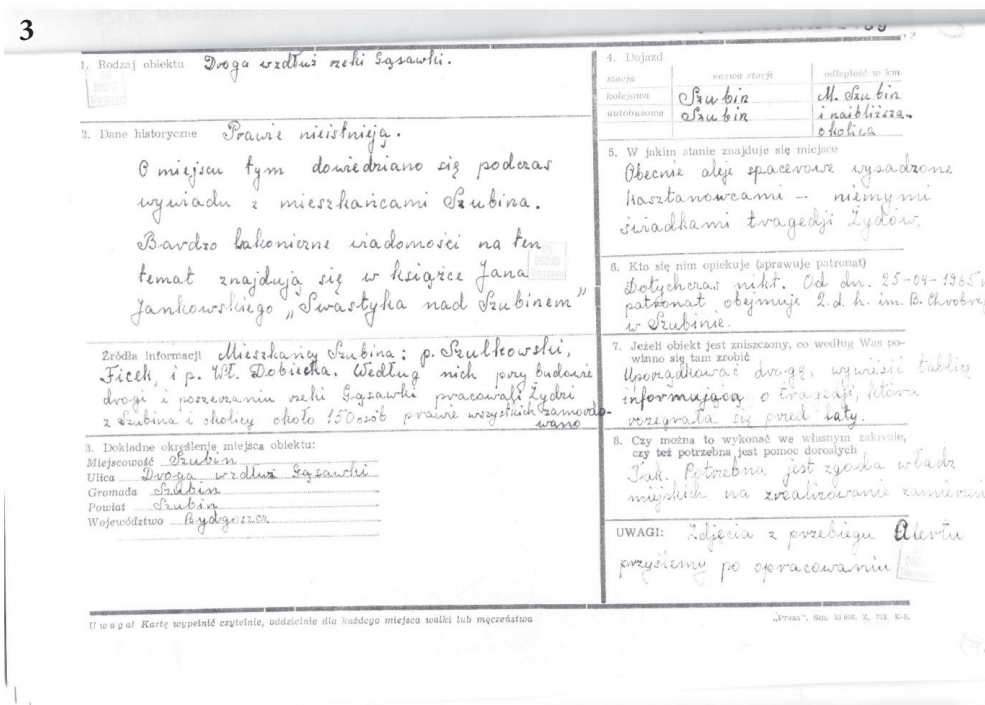 3
1. Rodzaj obiektu Droga wzdłuż rzeki Gąsawki.
2. Dane historyczne Prawie nieistnieją.
O miejscu tym dowiedziano się podczas
wywiadu z mieszkańcami Szubina.
Bardzo lakoniczne wiadomości na ten
temat znajdują się w książce Jana
Jankowskiego „Swastyka nad Szubinem"
Źródła informacji Mieszkańcy Szubina: p. Szulkowski,
Ficek, i p. Wł. Dobiecka. Według nich przy budowie
drogi i poszerzaniu rzeki Gąsawki pracowali Żydzi
z Szubina i okolicy około 150 osób prawie wszystkich zamordo-
wano
3. Dokładne określenie miejsca obiektu:
Miejscowość Szubin
Ulica Droga wzdłuż Gąsawki
Gromada Szubin
Powiat Szubin
Województwo Bydgoszcz
4. Dojazd
stacja nazwa stacji odległość w km
kolejowa Szubin M. Szubin
autobusowa Szubin i najbliższa
okolica
5. W jakim stanie znajduje się miejsce
Obecnie aleje spacerowe wysadzone
kasztanowcami – niemymi
świadkami tragedji Żydów.
6. Kto się nim opiekuje (sprawuje patronat)
Dotychczas nikt. Od dn. 25-04-1965
patronat obejmuje 2. d. h. im. B. Chrobre
w Szubinie.
7. Jeżeli obiekt jest zniszczony, co według Was po-
winno się tam zrobić
Uporządkować drogę, wywiesić tablicę
informującą o tragedji, która
rozegrała się przed laty.
8. Czy można to wykonać we własnym zakresie,
czy też potrzebna jest pomoc dorosłych
Tak. Potrzebna jest zgoda władz
miejskich na zrealizowanie zamierzeń
UWAGI: Zdjęcia z przebiegu Alertu
przyślemy po opracowaniu
Uwaga! Kartę wypełnić czytelnie, oddzielnie dla każdego miejsca walki lub męczeństwa
„Prasa", Szn.